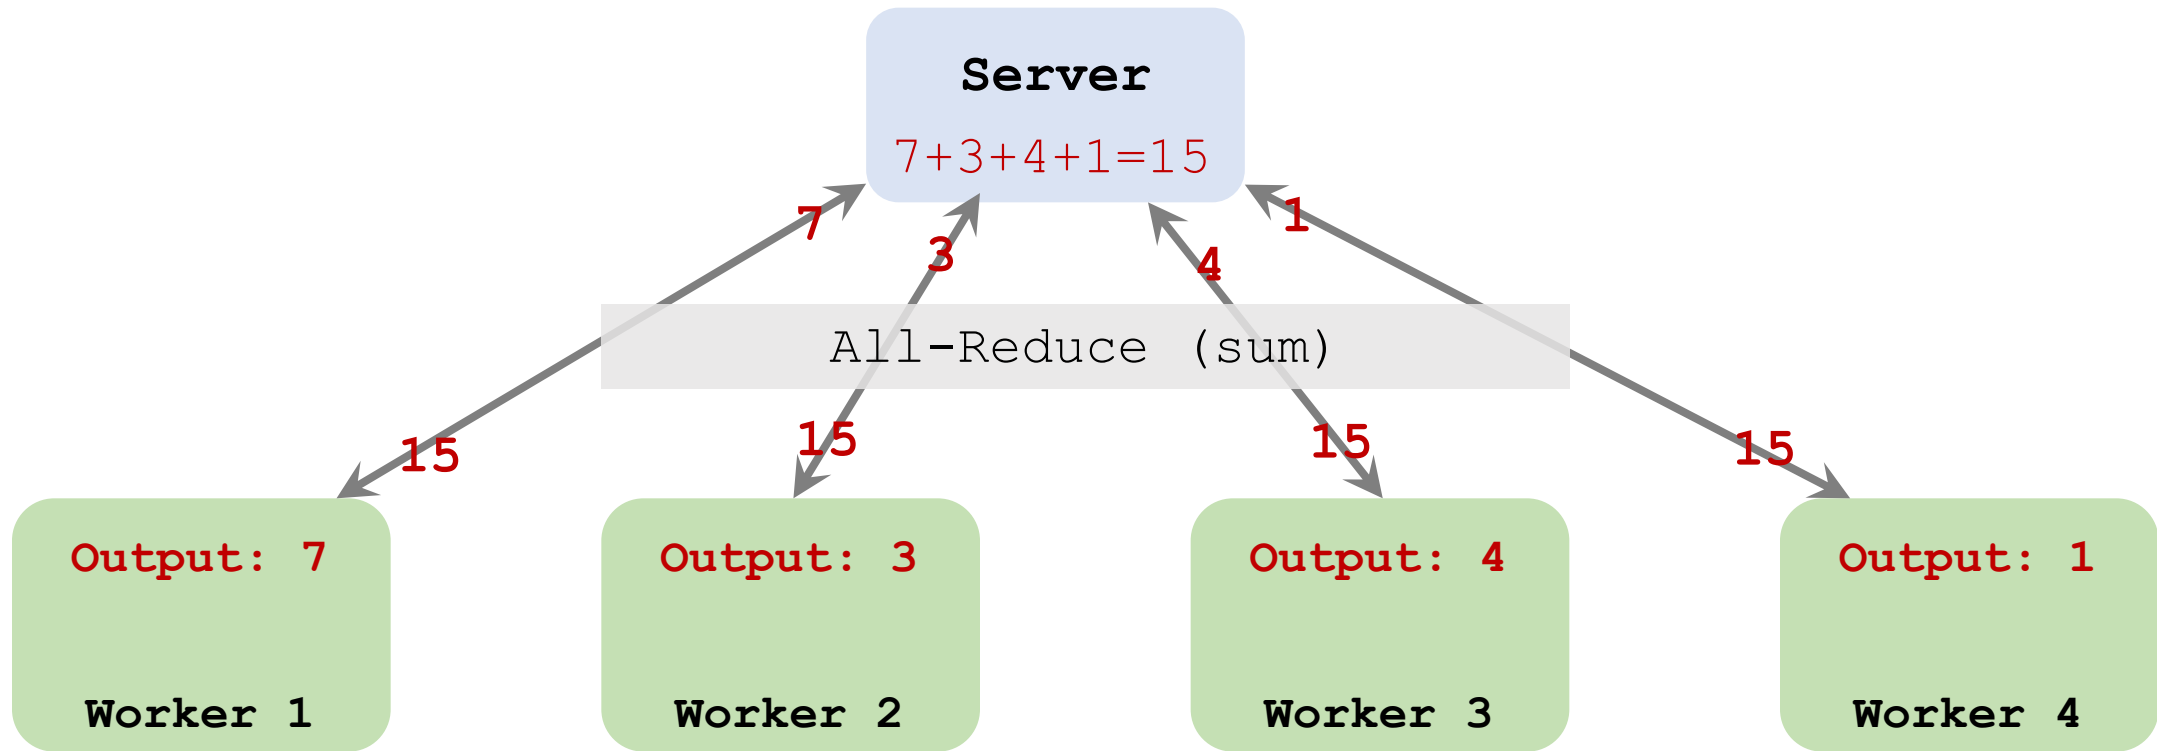 Server
7+3+4+1=15
7
3
4
1
All-Reduce (sum)
15
15
15
15
Output: 7
Output: 3
Output: 4
Output: 1
Worker 1
Worker 2
Worker 3
Worker 4